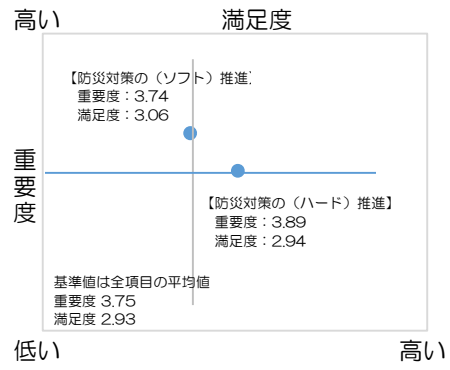 高い
満足度
【防災対策の（ソフト）推進】
重要度：3.74
満足度：3.06
重要度
【防災対策の（ハード）推進】
重要度：3.89
満足度：2.94
基準値は全項目の平均値
重要度 3.75
満足度 2.93
低い
高い